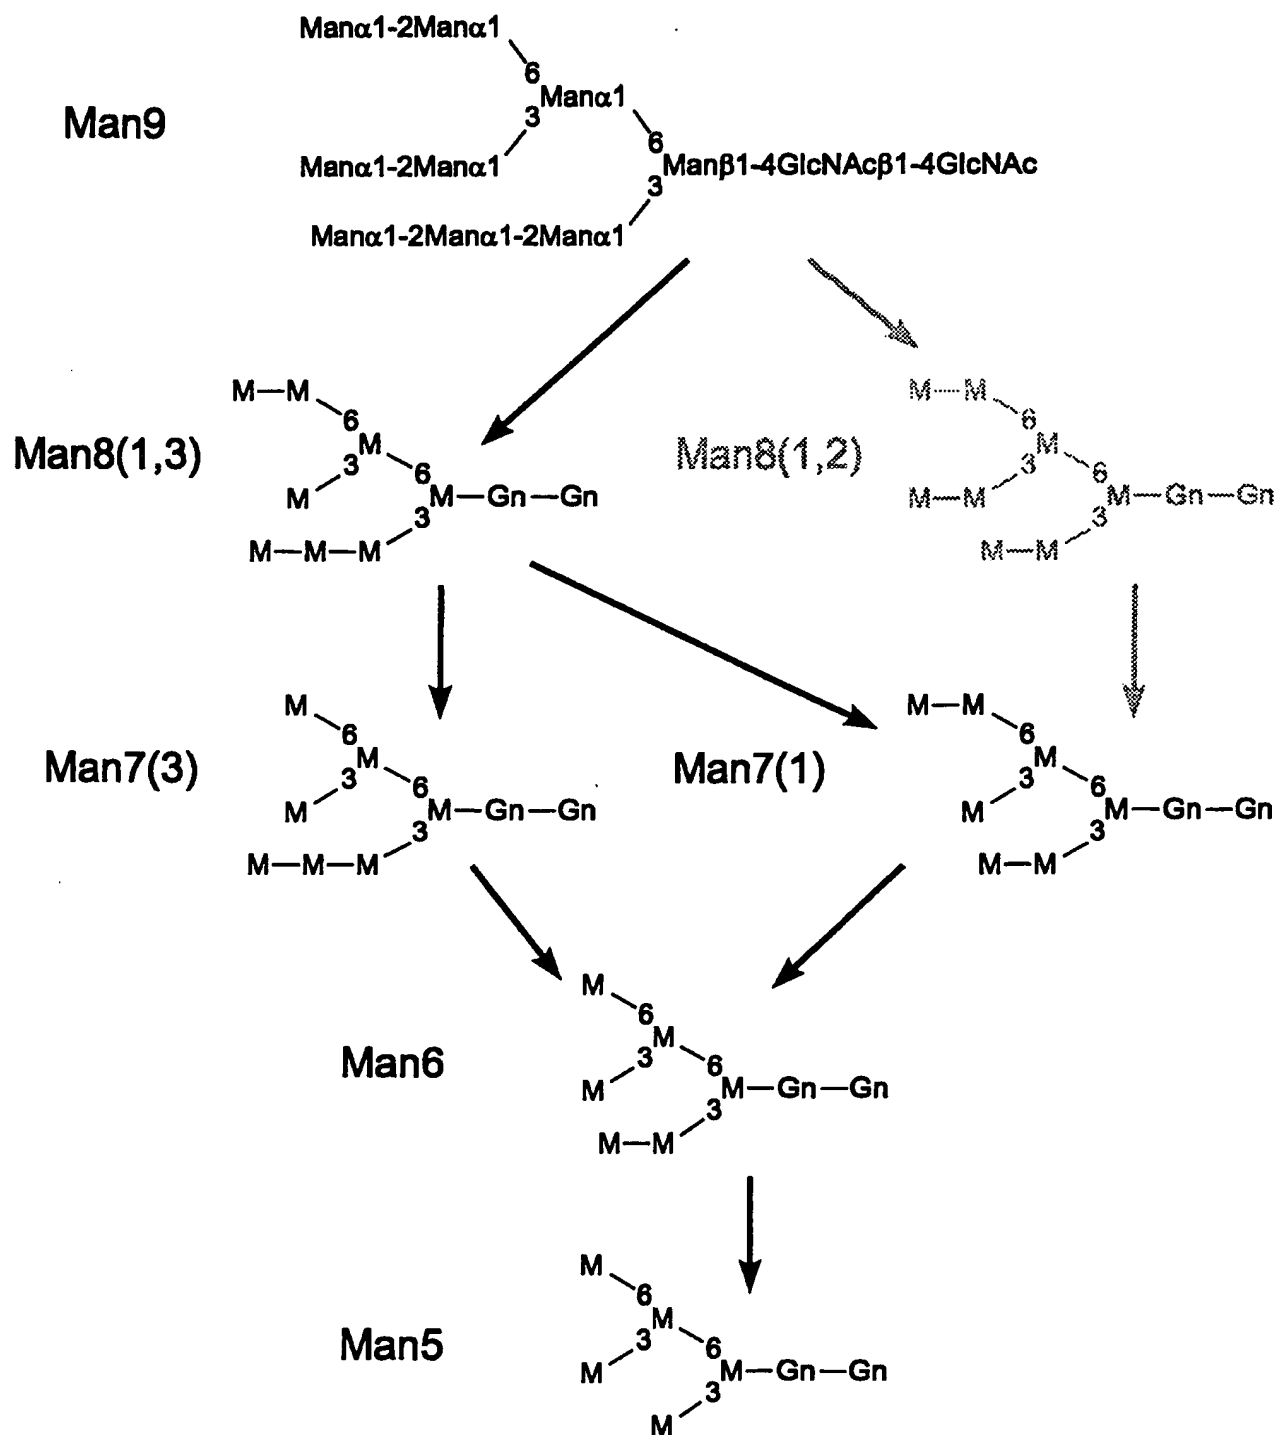 Manα1-2Manα1
6
Manα1
3
Man9
6
Manα1-2Manα1
Manβ1-4GlcNAcβ1-4GlcNAc
3
Manα1-2Manα1-2Manα1
M—M
6
M
Man8(1,3)
3
6
M
M—Gn—Gn
3
M—M—M
M—M
6
M
Man8(1,2)
3
6
M—M
M—Gn—Gn
3
M—M
M
6
M
Man7(3)
3
6
M
M—Gn—Gn
3
M—M—M
M—M
6
M
Man7(1)
3
6
M
M—Gn—Gn
3
M—M
M
6
M
Man6
3
6
M
M—Gn—Gn
3
M—M
M
6
M
Man5
3
6
M
M—Gn—Gn
3
M